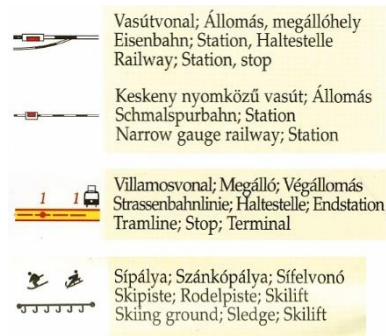 Vasútvonal; Állomás, megállóhely
Eisenbahn; Station, Haltestelle
Railway; Station, stop
Keskeny nyomközű vasút; Állomás
Schmalspurbahn; Station
Narrow gauge railway; Station
1 1
Villamosvonal; Megálló; Végállomás
Strassenbahnlinie; Haltestelle; Endstation
Tramline; Stop; Terminal
Sípálya; Szánkópálya; Sífelvonó
Skipiste; Rodelpiste; Skilift
Skiing ground; Sledge; Skilift